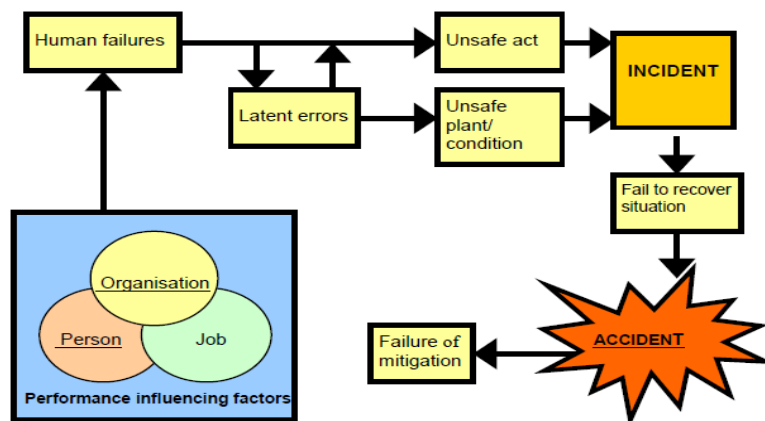 Human failures
Unsafe act
INCIDENT
Latent errors
Unsafe
plant/
condition
Fail to recover
situation
Organisation
Person
Job
Performance influencing factors
Failure of
mitigation
ACCIDENT